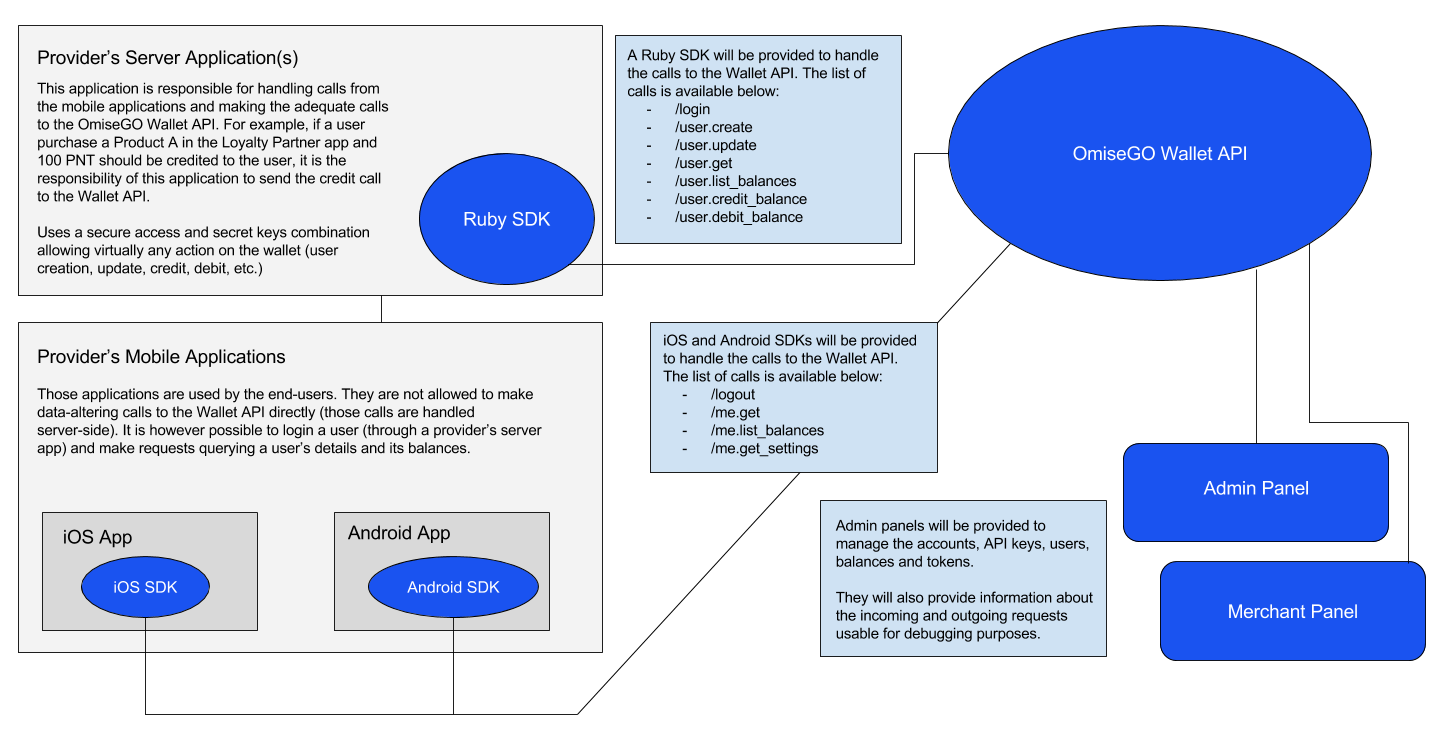 Provider’s Server Application(s)
This application is responsible for handling calls from
the mobile applications and making the adequate calls
to the OmiseGO Wallet API. For example, if a user
purchase a Product A in the Loyalty Partner app and
100 PNT should be credited to the user, it is the
responsibility of this application to send the credit call
to the Wallet API.
Uses a secure access and secret keys combination
allowing virtually any action on the wallet (user
creation, update, credit, debit, etc.)
Ruby SDK
A Ruby SDK will be provided to handle
the calls to the Wallet API. The list of
calls is available below:
- /login
- /user.create
- /user.update
- /user.get
- /user.list_balances
- /user.credit_balance
- /user.debit_balance
OmiseGO Wallet API
Provider’s Mobile Applications
Those applications are used by the end-users. They are not allowed to make
data-altering calls to the Wallet API directly (those calls are handled
server-side). It is however possible to login a user (through a provider’s server
app) and make requests querying a user’s details and its balances.
iOS App
iOS SDK
Android App
Android SDK
iOS and Android SDKs will be provided
to handle the calls to the Wallet API.
The list of calls is available below:
- /logout
- /me.get
- /me.list_balances
- /me.get_settings
Admin panels will be provided to
manage the accounts, API keys, users,
balances and tokens.
They will also provide information about
the incoming and outgoing requests
usable for debugging purposes.
Admin Panel
Merchant Panel